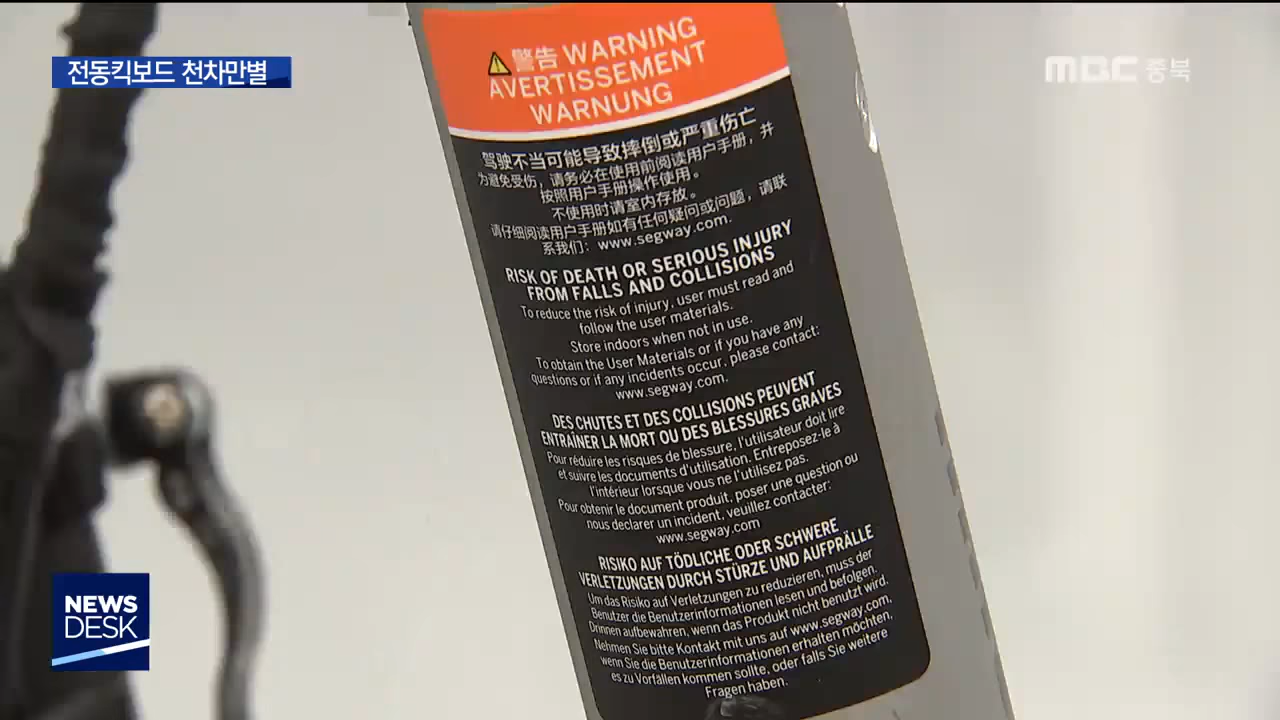 전동킥보드 천차만별
MBC 충북
警告 WARNING
AVERTISSEMENT
WARNUNG
驾驶不当可能导致摔倒或严重伤亡
为避免受伤，请务必在使用前阅读用户手册，并
按照用户手册操作使用。
不使用时请室内存放。
请仔细阅读用户手册如有任何疑问或问题，请联
系我们：www.segway.com.
RISK OF DEATH OR SERIOUS INJURY
FROM FALLS AND COLLISIONS
To reduce the risk of injury, user must read and
follow the user materials.
Store indoors when not in use.
To obtain the User Materials or if you have any
questions or if any incidents occur, please contact:
www.segway.com.
DES CHUTES ET DES COLLISIONS PEUVENT
ENTRAÎNER LA MORT OU DES BLESSURES GRAVES
Pour réduire les risques de blessure, l'utilisateur doit lire
et suivre les documents d'utilisation. Entreposez-le à
l'intérieur lorsque vous ne l'utilisez pas.
Pour obtenir le document produit, poser une question ou
nous declarer un incident, veuillez contacter:
www.segway.com
RISIKO AUF TÖDLICHE ODER SCHWERE
VERLETZUNGEN DURCH STÜRZE UND AUFPRÄLLE
Um das Risiko auf Verletzungen zu reduzieren, muss der
Benutzer die Benutzerinformationen lesen und befolgen.
Drinnen aufbewahren, wenn das Produkt nicht benutzt wird.
Nehmen Sie bitte Kontakt mit uns auf www.segway.com,
wenn Sie die Benutzerinformationen erhalten möchten,
es zu Vorfällen kommen sollte, oder falls Sie weitere
Fragen haben.
NEWS
DESK